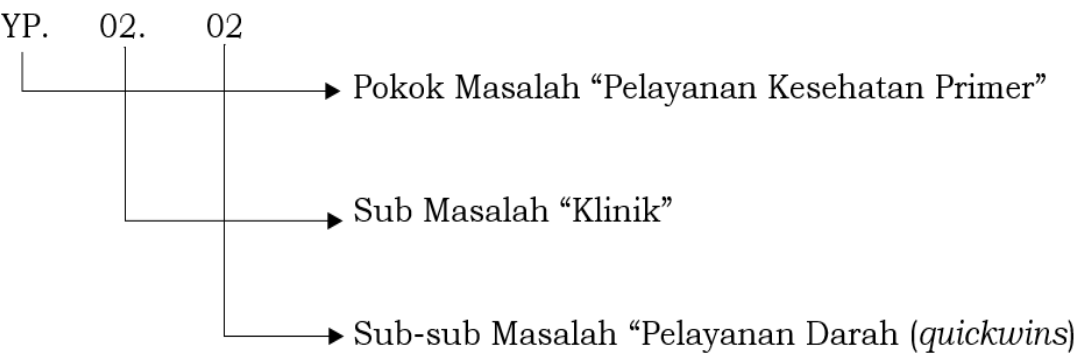 YP. 02. 02
Pokok Masalah “Pelayanan Kesehatan Primer”
Sub Masalah “Klinik”
Sub-sub Masalah “Pelayanan Darah (quickwins)